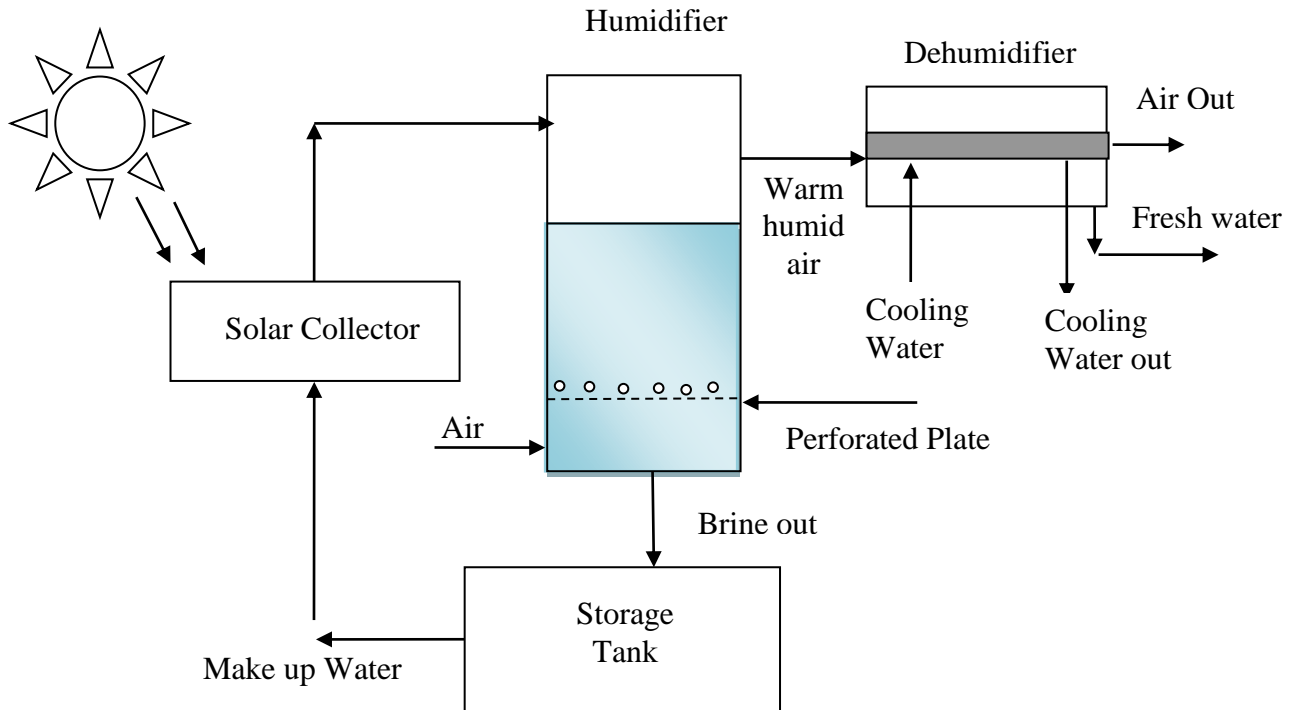 Humidifier
Dehumidifier
Air Out
Warm
humid
air
Fresh water
Solar Collector
Cooling
Water
Cooling
Water out
Air
Perforated Plate
Brine out
Storage
Tank
Make up Water